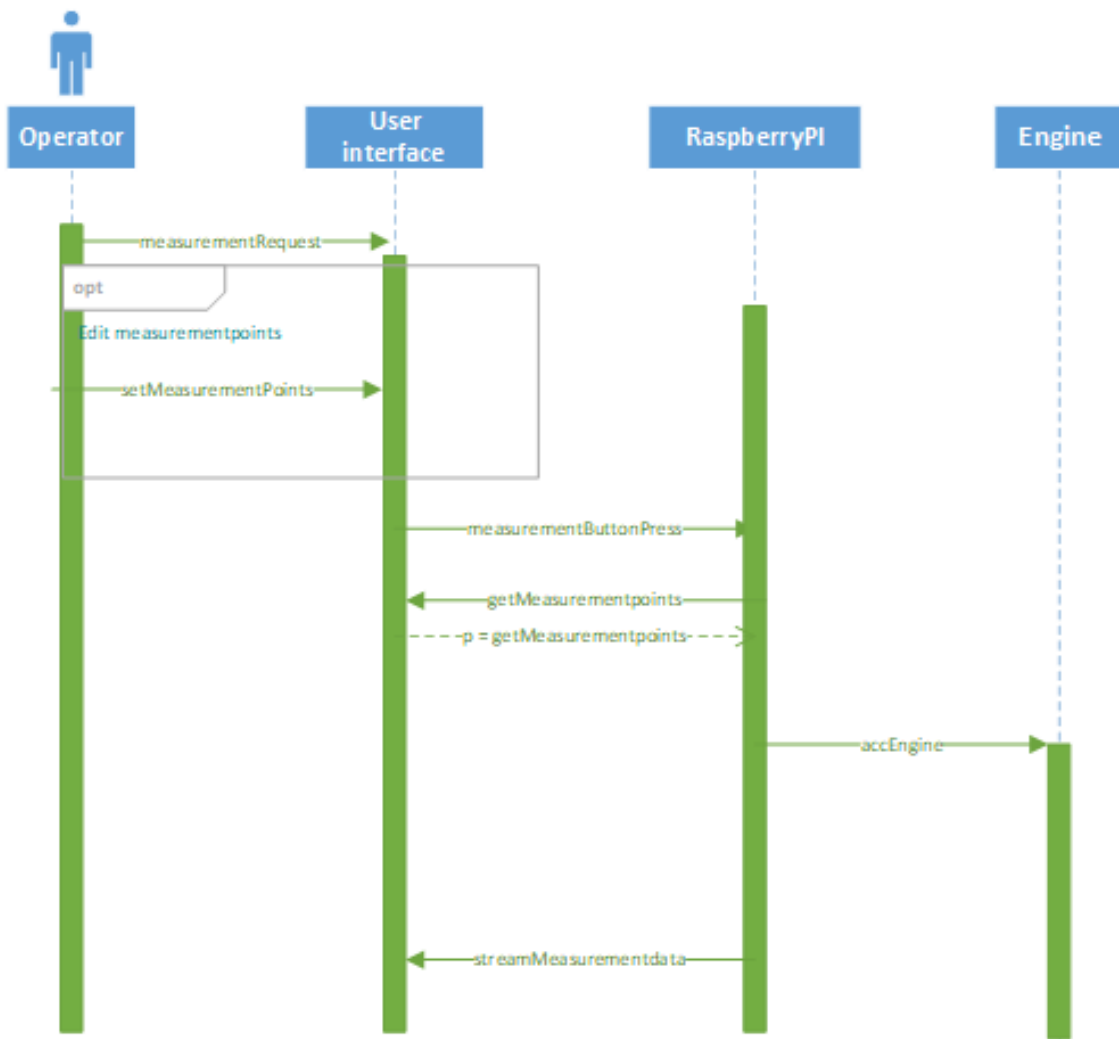 Operator
User
interface
RaspberryPI
Engine
measurementRequest
opt
Edit measurementpoints
setMeasurementPoints
measurementButtonPress
getMeasurementpoints
p = getMeasurementpoints
accEngine
streamMeasurementdata